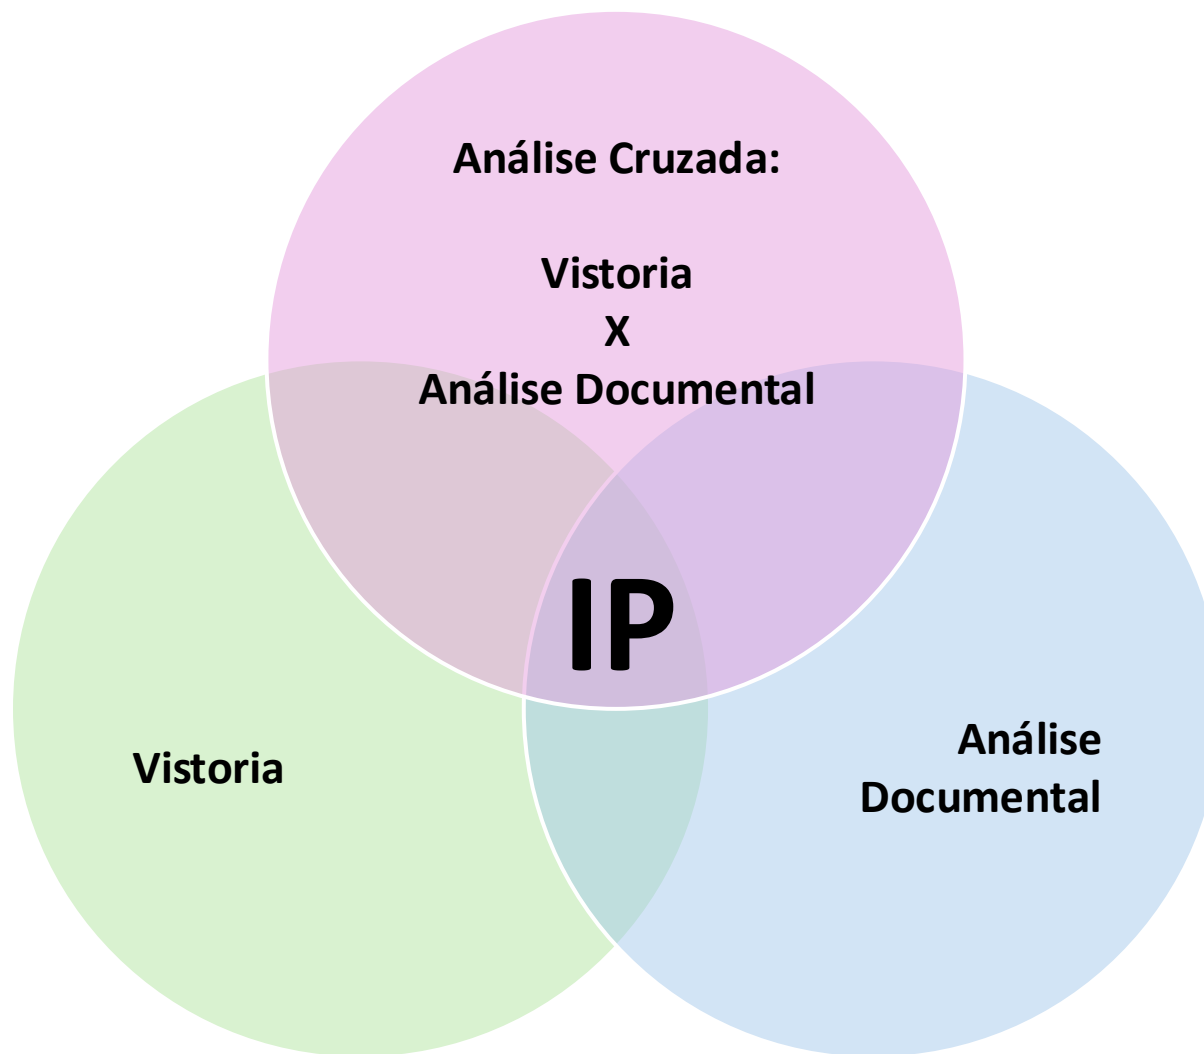 Análise Cruzada:
Vistoria
X
Análise Documental
IP
Vistoria
Análise
Documental